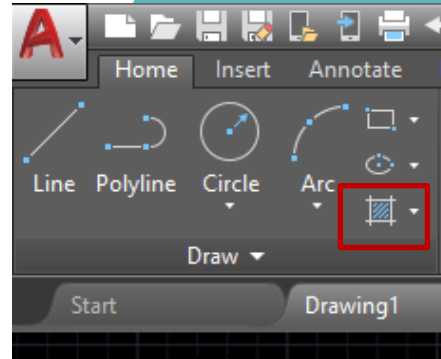 Home Insert Annotate
Line Polyline Circle Arc
Draw
Start Drawing1